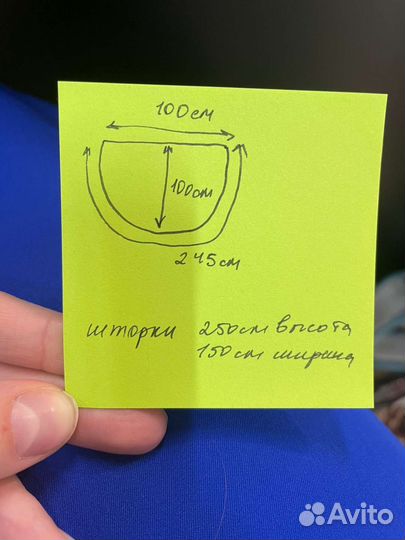 100см
100см
245см
шторки 250см высота
150см ширина
Avito